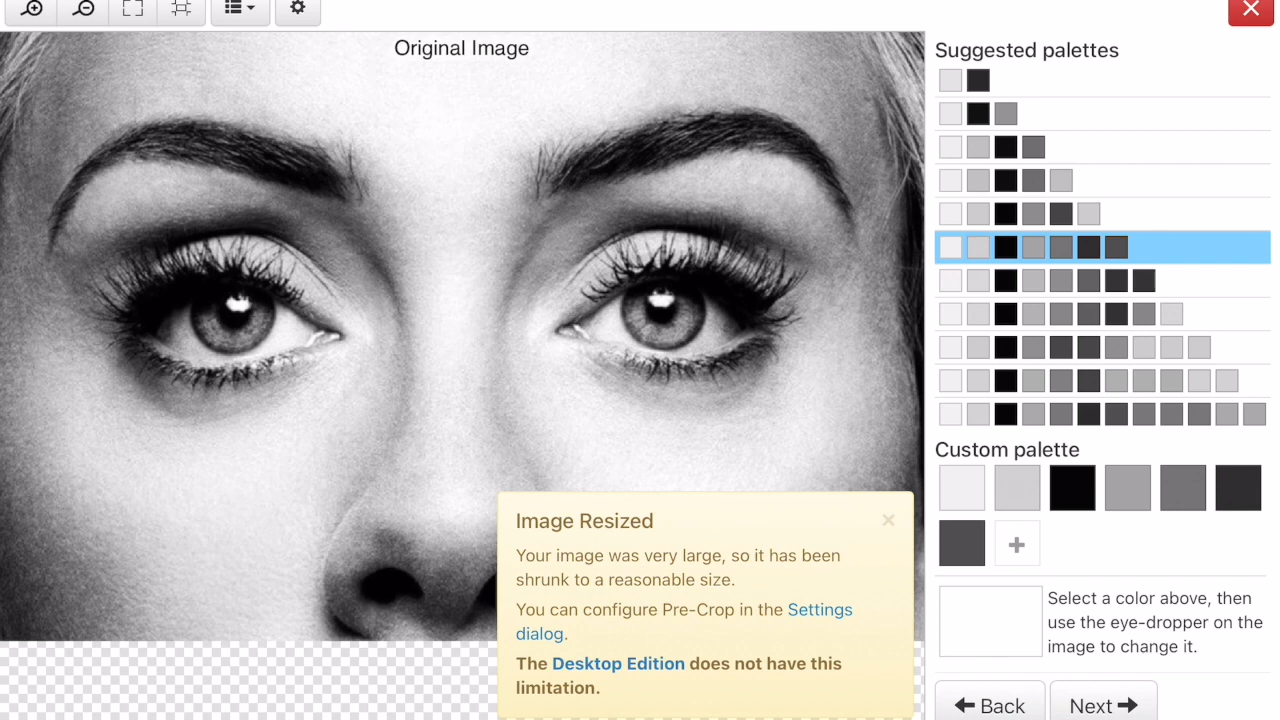 Original Image
Suggested palettes
Custom palette
Image Resized
Your image was very large, so it has been
shrunk to a reasonable size.
You can configure Pre-Crop in the Settings
dialog.
The Desktop Edition does not have this
limitation.
Select a color above, then
use the eye-dropper on the
image to change it.
Back
Next